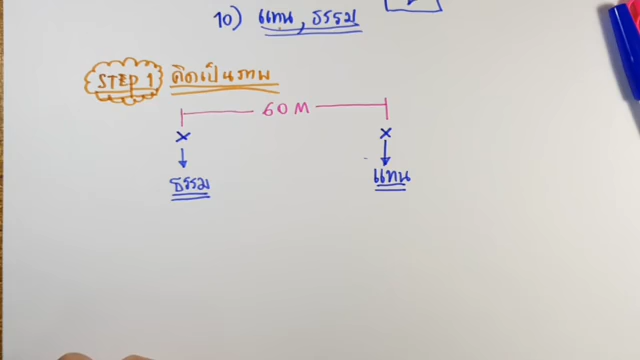 10) แทน, ธรรม
STEP 1 คิดเป็นภาพ
60 M
x x
ธรรม แทน